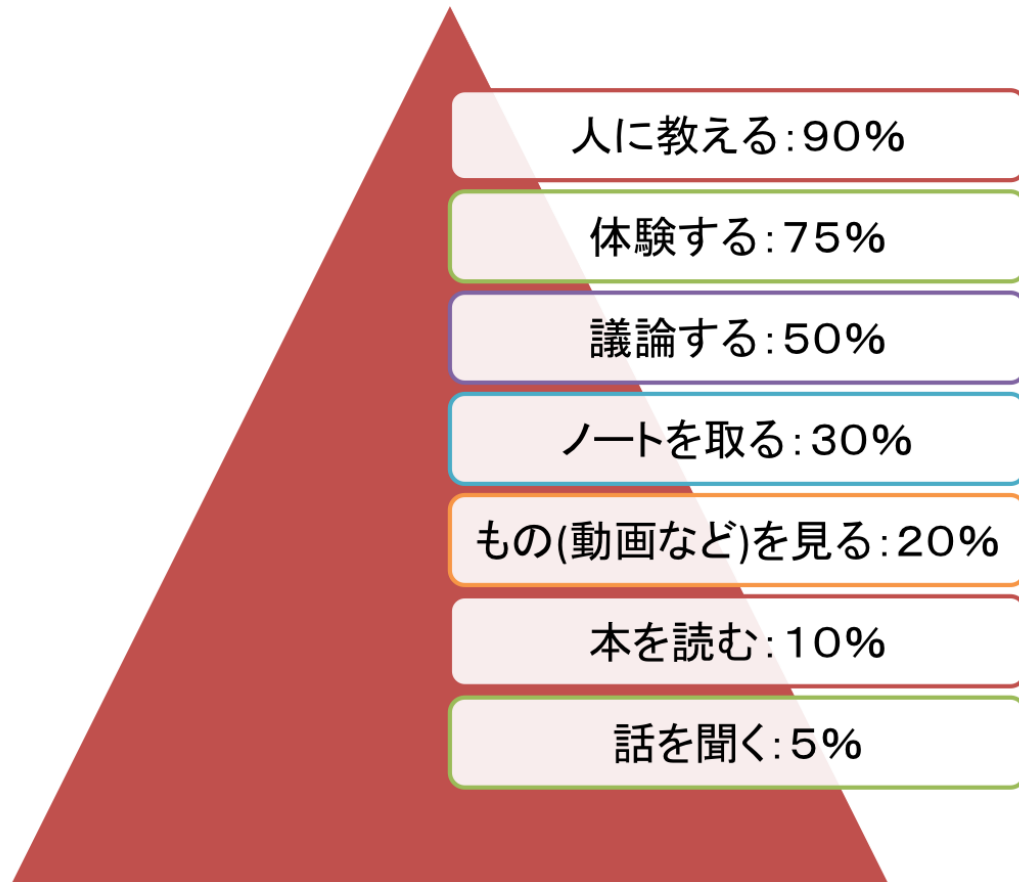 人に教える：90%
体験する：75%
議論する：50%
ノートを取る：30%
もの(動画など)を見る：20%
本を読む：10%
話を聞く：5%